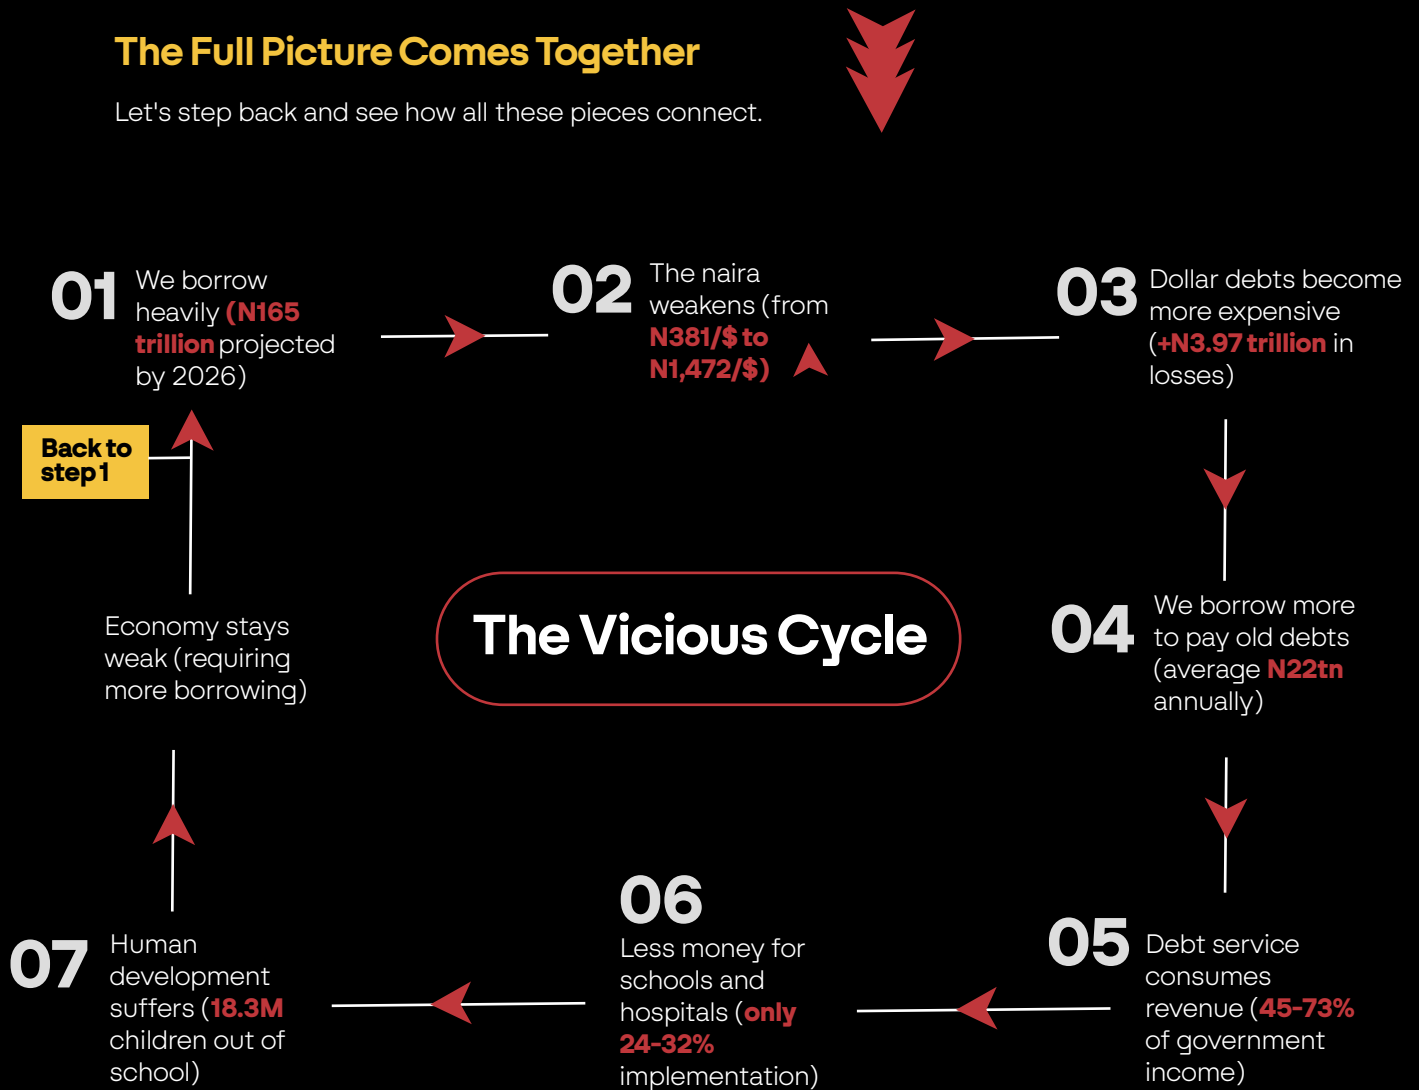 The Full Picture Comes Together
Let's step back and see how all these pieces connect.
01
We borrow
heavily (N165
trillion projected
by 2026)
02
The naira
weakens (from
N381/$ to
N1,472/$)
03
Dollar debts become
more expensive
(+N3.97 trillion in
losses)
04
We borrow more
to pay old debts
(average N22tn
annually)
05
Debt service
consumes
revenue (45-73%
of government
income)
06
Less money for
schools and
hospitals (only
24-32%
implementation)
07
Human
development
suffers (18.3M
children out of
school)
Economy stays
weak (requiring
more borrowing)
Back to
step 1
The Vicious Cycle